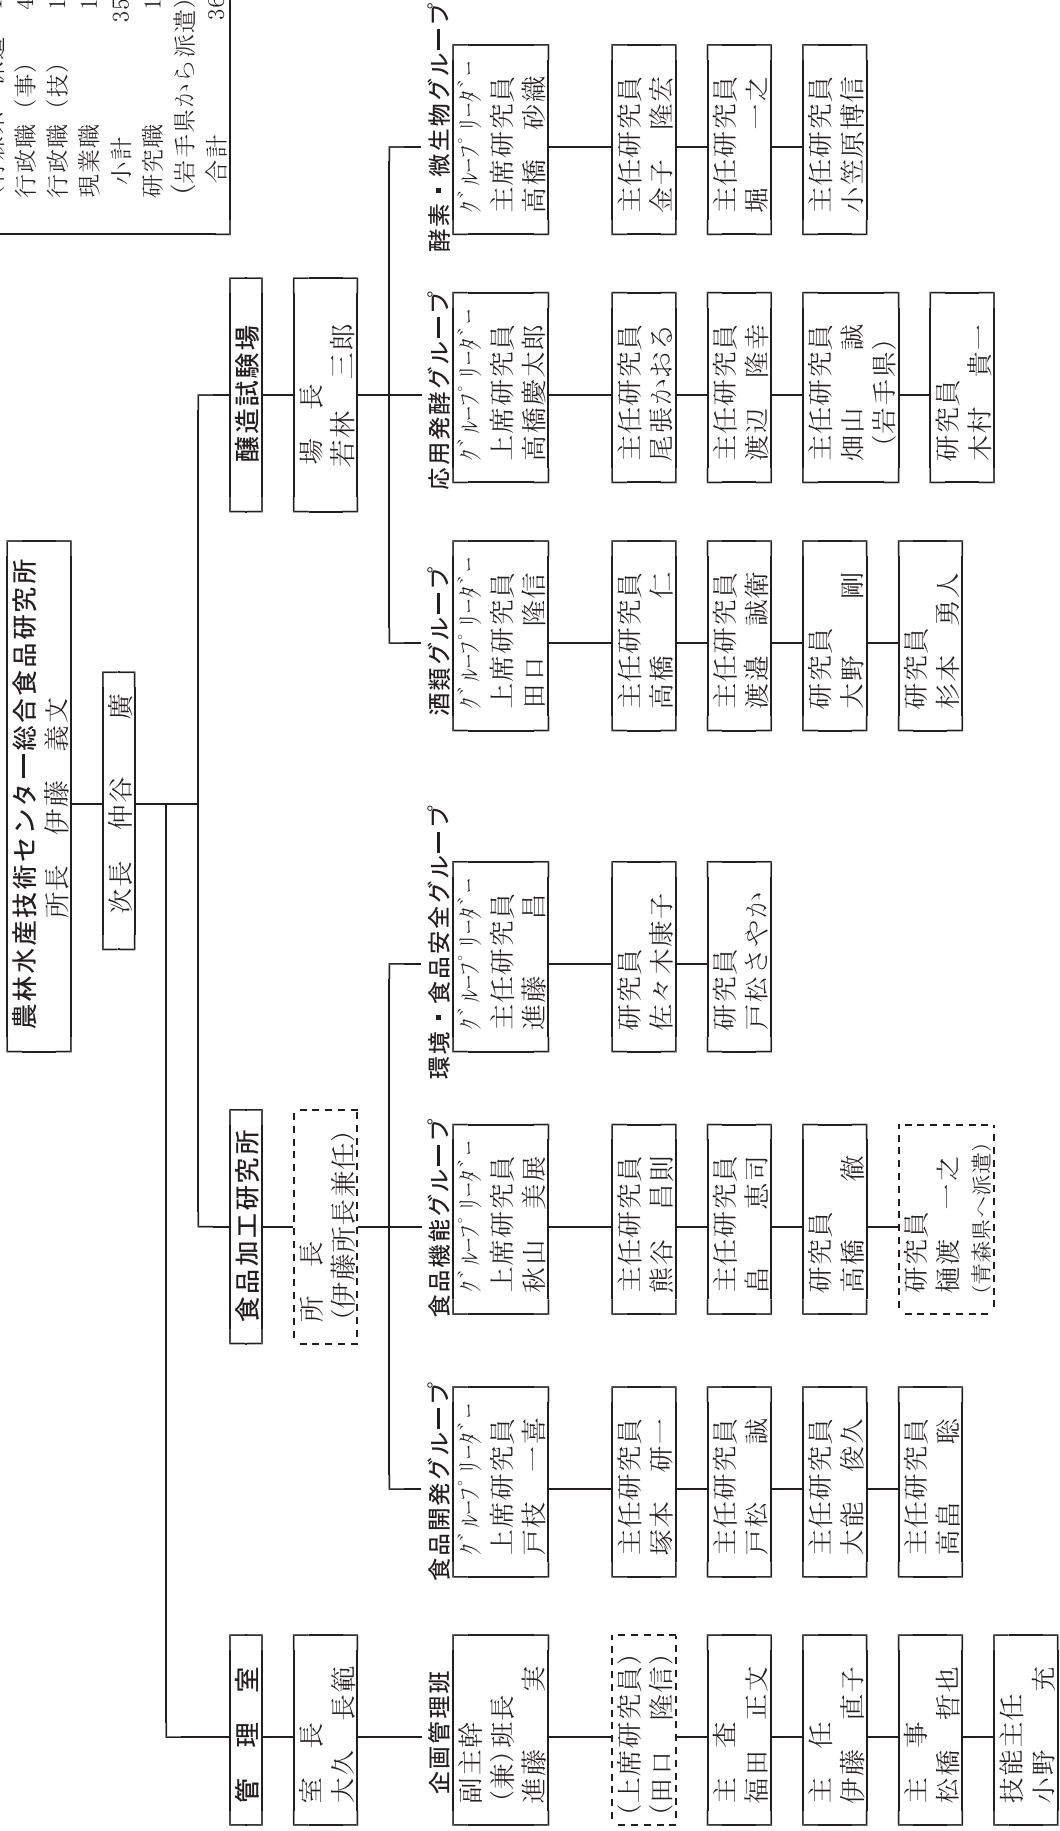 農林水産技術センター総合食品研究所
所長　伊藤　義文
次長　仲谷　廣
行政職（事）　4
行政職（技）　1
現業職　1
小計　35
研究職　1
（岩手県から派遣）
合計　36
管　理　室
室　長
大久　長範
企画管理班
副主幹
（兼）班長
進藤　実
（上席研究員）
（田口　隆信）
主　査
福田　正文
主　任
伊藤　直子
主　事
松橋　哲也
技能主任
小野　充
食品加工研究所
所　長
（伊藤所長兼任）
食品開発グループ
グループリーダー
上席研究員
戸枝　一喜
主任研究員
塚本　研一
主任研究員
戸松　誠
主任研究員
大能　俊久
主任研究員
高畠　聡
食品機能グループ
グループリーダー
上席研究員
秋山　美展
主任研究員
熊谷　昌則
主任研究員
畠　恵司
研究員
高橋　徹
研究員
樋渡　一之
（青森県へ派遣）
環境・食品安全グループ
グループリーダー
主任研究員
進藤　昌
研究員
佐々木康子
研究員
戸松さやか
醸造試験場
場　長
若林　三郎
酒類グループ
グループリーダー
上席研究員
田口　隆信
主任研究員
高橋　仁
主任研究員
渡邉　誠衛
研究員
大野　剛
研究員
杉本　勇人
応用発酵グループ
グループリーダー
上席研究員
高橋慶太郎
主任研究員
尾張かおる
主任研究員
渡辺　隆幸
主任研究員
畑山　誠
（岩手県）
研究員
木村　貴一
酵素・微生物グループ
グループリーダー
主席研究員
高橋　砂織
主任研究員
金子　隆宏
主任研究員
堀　一之
主任研究員
小笠原博信